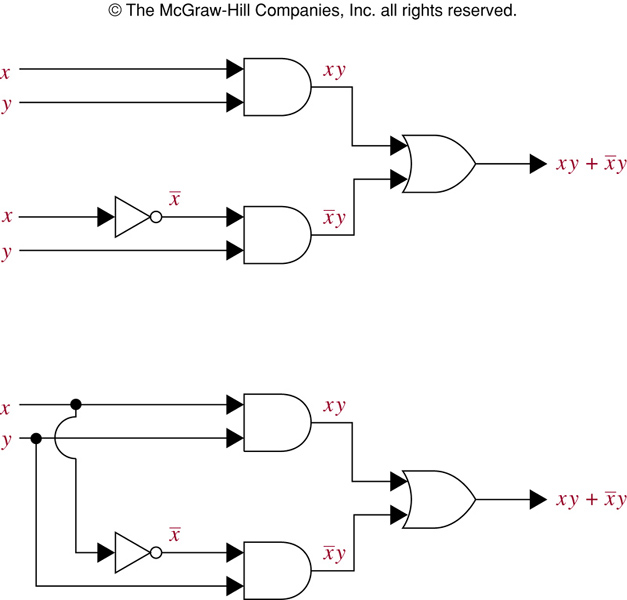 © The McGraw-Hill Companies, Inc. all rights reserved.
x
xy
y
xy + x̅y
x
x̅
x̅y
y
x
xy
y
xy + x̅y
x̅
x̅y